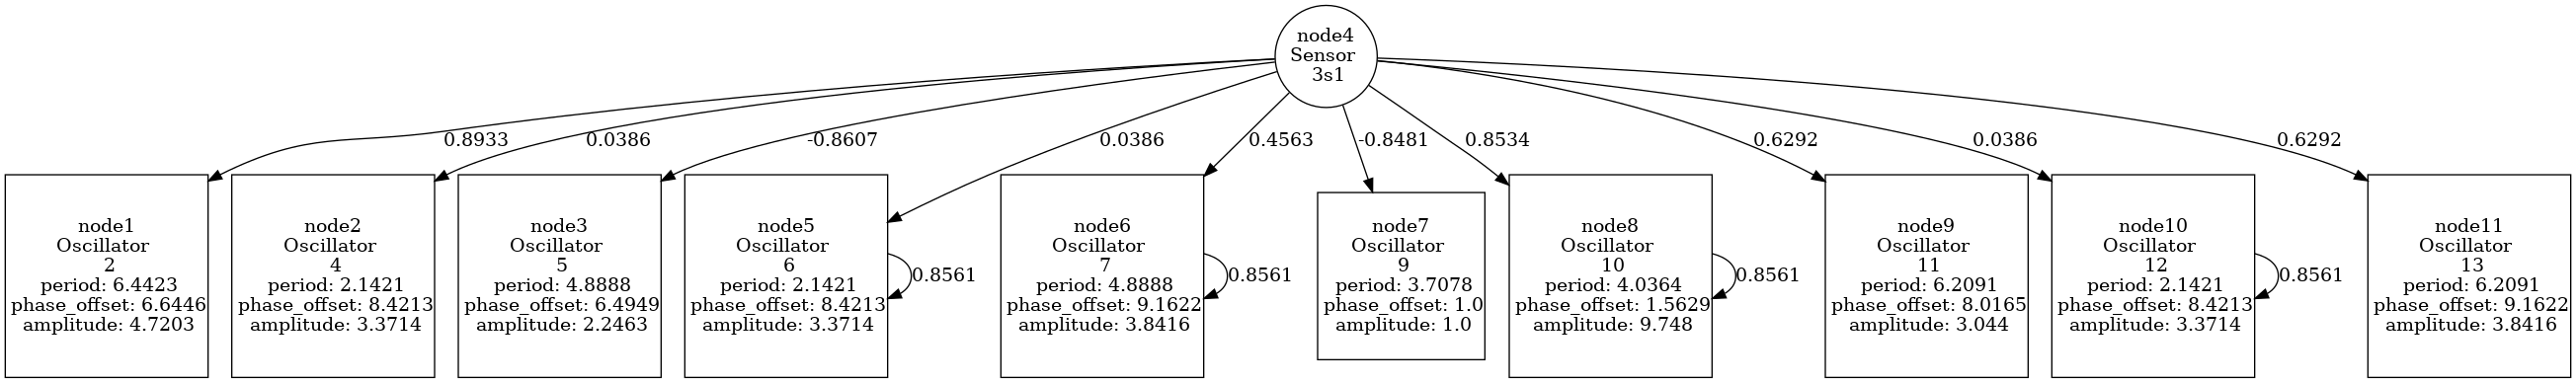 node4
Sensor
3s1
0.8933
0.0386
-0.8607
0.0386
0.4563
-0.8481
0.8534
0.6292
0.0386
0.6292
node1
Oscillator
2
period: 6.4423
phase_offset: 6.6446
amplitude: 4.7203
node2
Oscillator
4
period: 2.1421
phase_offset: 8.4213
amplitude: 3.3714
node3
Oscillator
5
period: 4.8888
phase_offset: 6.4949
amplitude: 2.2463
node5
Oscillator
6
period: 2.1421
phase_offset: 8.4213
amplitude: 3.3714
0.8561
node6
Oscillator
7
period: 4.8888
phase_offset: 9.1622
amplitude: 3.8416
0.8561
node7
Oscillator
9
period: 3.7078
phase_offset: 1.0
amplitude: 1.0
node8
Oscillator
10
period: 4.0364
phase_offset: 1.5629
amplitude: 9.748
0.8561
node9
Oscillator
11
period: 6.2091
phase_offset: 8.0165
amplitude: 3.044
node10
Oscillator
12
period: 2.1421
phase_offset: 8.4213
amplitude: 3.3714
0.8561
node11
Oscillator
13
period: 6.2091
phase_offset: 9.1622
amplitude: 3.8416